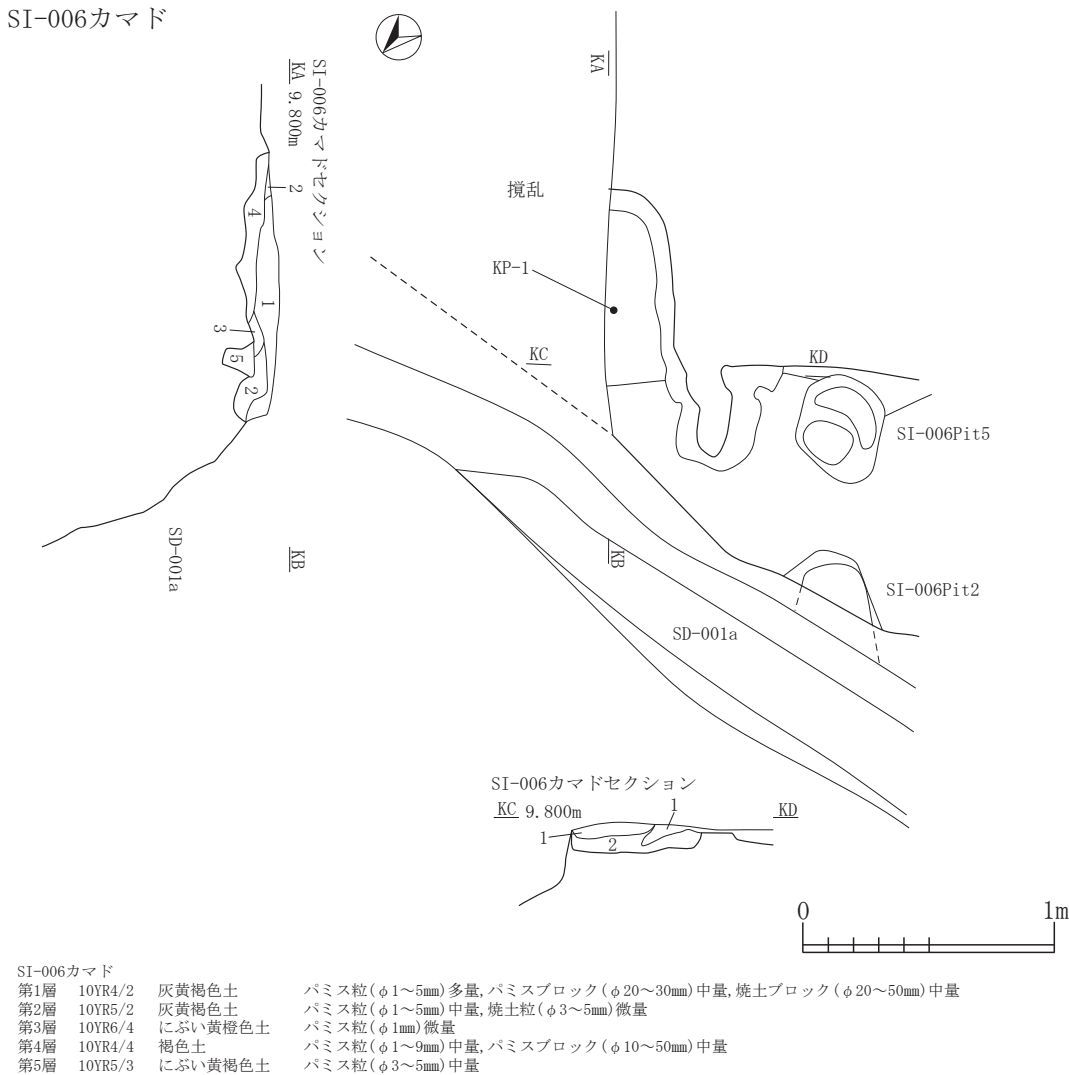 SI-006カマド
SI-006カマドセクション
KA 9.800m
2
4
1
3
5
2
SD-001a
KB
KA
撹乱
KP-1
KC
KD
SI-006Pit5
KB
SI-006Pit2
SD-001a
SI-006カマドセクション
KC 9.800m
KD
1
1
2
0
1m
SI-006カマド
第1層 10YR4/2 灰黄褐色土 パミス粒(φ1～5㎜)多量,パミスブロック(φ20～30㎜)中量,焼土ブロック(φ20～50㎜)中量
第2層 10YR5/2 灰黄褐色土 パミス粒(φ1～5㎜)中量,焼土粒(φ3～5㎜)微量
第3層 10YR6/4 にぶい黄橙色土 パミス粒(φ1㎜)微量
第4層 10YR4/4 褐色土 パミス粒(φ1～9㎜)中量,パミスブロック(φ10～50㎜)中量
第5層 10YR5/3 にぶい黄褐色土 パミス粒(φ3～5㎜)中量